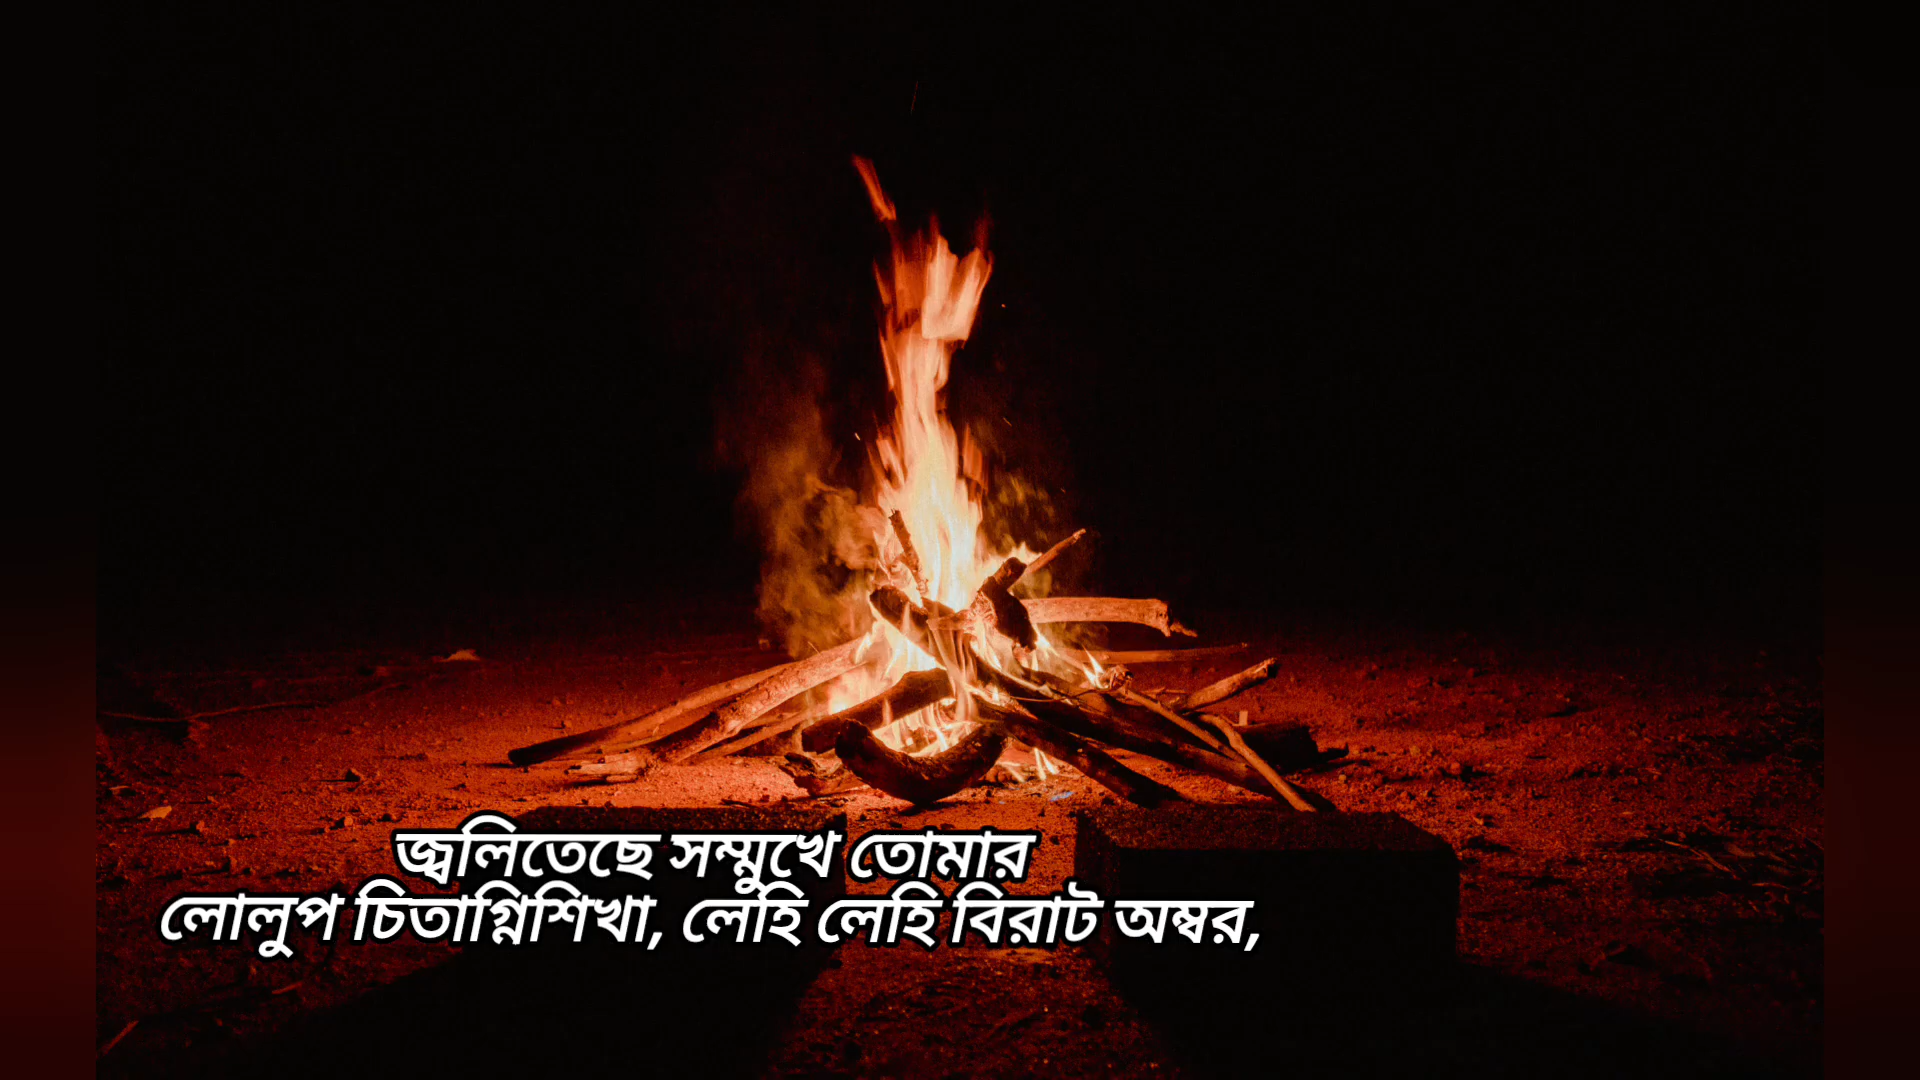 জ্বলিতেছে সম্মুখে তোমার
লোলুপ চিতাগ্নিশিখা, লেহি লেহি বিরাট অম্বর,